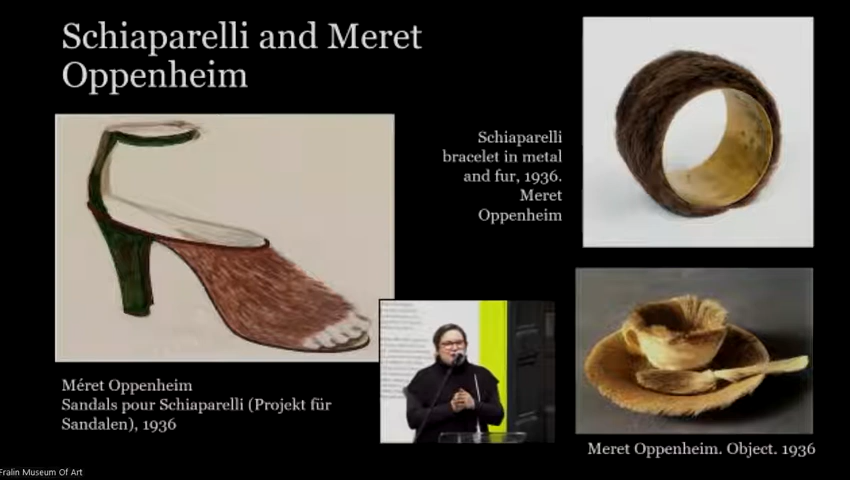 Schiaparelli and Meret
Oppenheim
Schiaparelli
bracelet in metal
and fur, 1936.
Meret
Oppenheim
Méret Oppenheim
Sandals pour Schiaparelli (Projekt für
Sandalen), 1936
Meret Oppenheim. Object. 1936
Fralin Museum Of Art